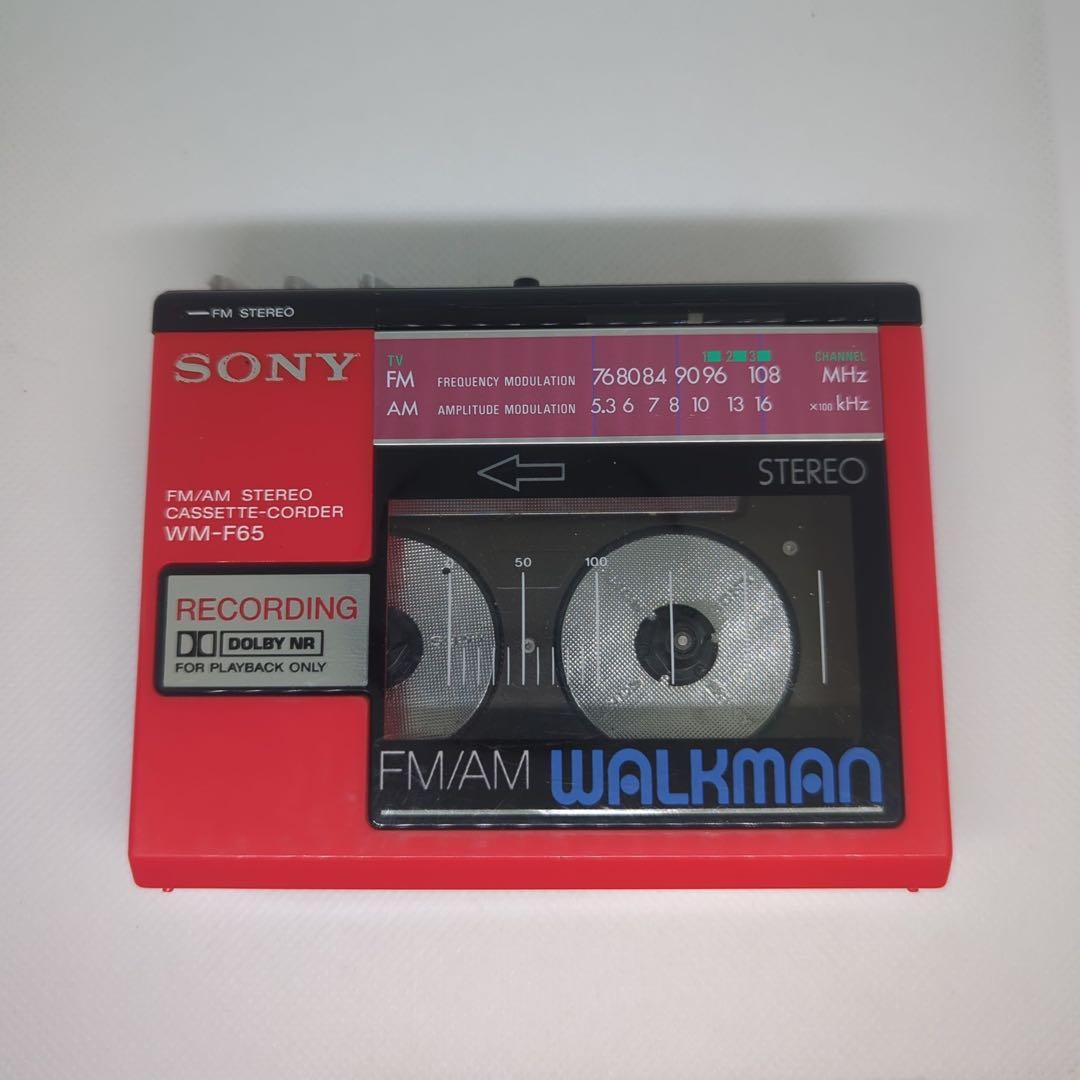 FM STEREO
SONY
TV 1 2 3 CHANNEL
FM FREQUENCY MODULATION 76 80 84 90 96 108 MHz
AM AMPLITUDE MODULATION 5.3 6 7 8 10 13 16 ×100 kHz
STEREO
FM/AM STEREO
CASSETTE-CORDER
WM-F65
0 50 100
RECORDING
DOLBY NR
FOR PLAYBACK ONLY
FM/AM WALKMAN